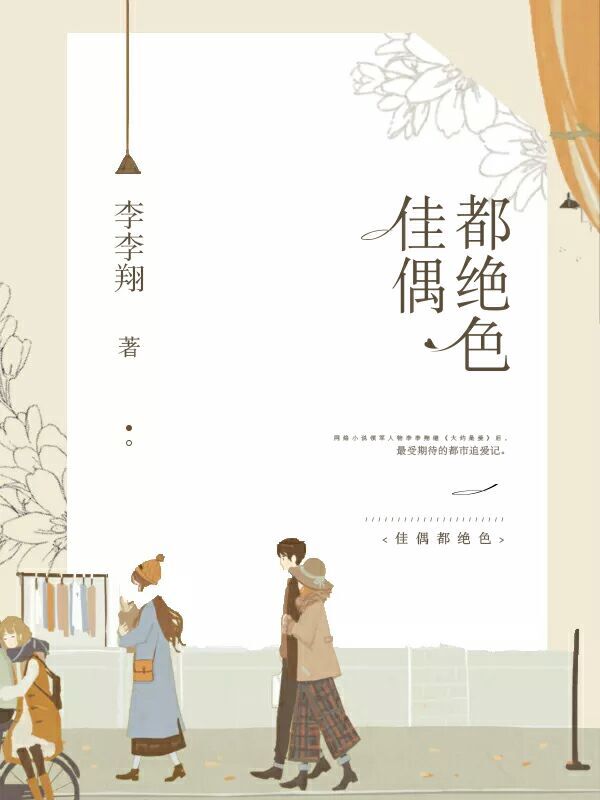 佳偶
都绝色
李李翔
著
网络小说领军人物李李翔继《大约是爱》后，
最受期待的都市追爱记。
<佳偶都绝色>